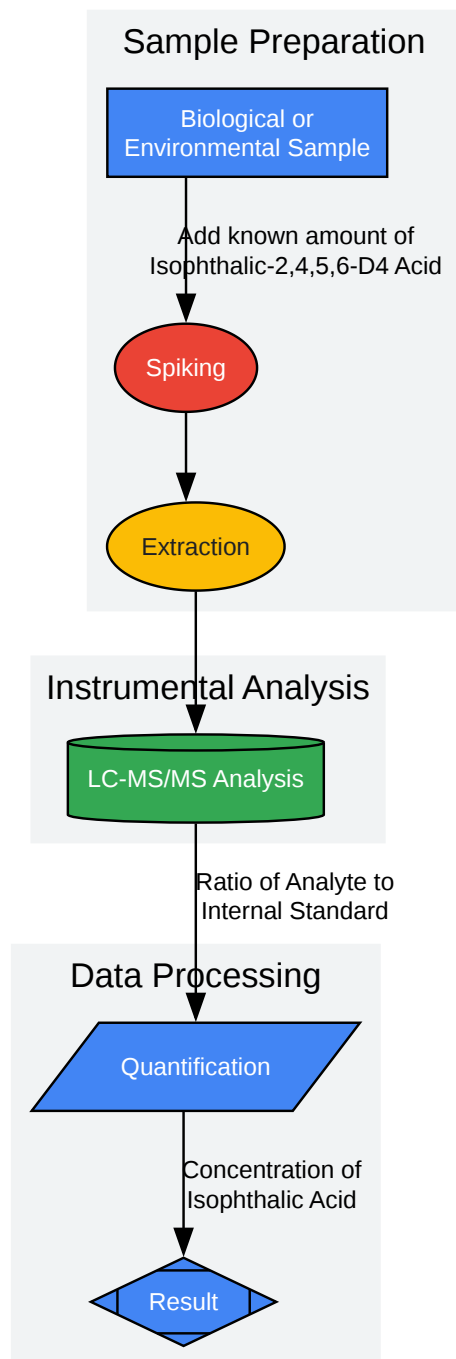 Sample Preparation
Biological or
Environmental Sample
Add known amount of
Isophthalic-2,4,5,6-D4 Acid
Spiking
Extraction
Instrumental Analysis
LC-MS/MS Analysis
Ratio of Analyte to
Internal Standard
Data Processing
Quantification
Concentration of
Isophthalic Acid
Result